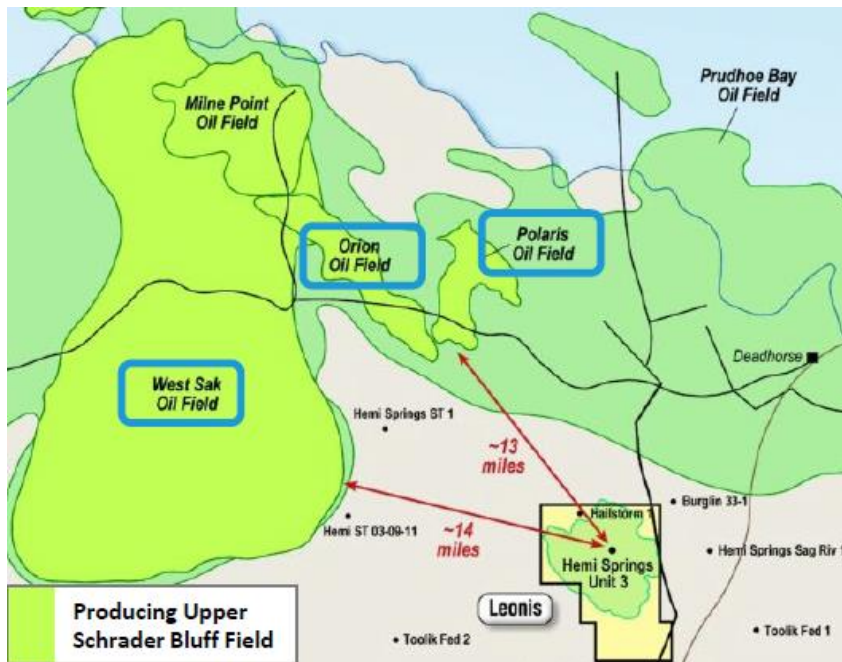 Prudhoe Bay
Oil Field
Milne Point
Oil Field
Orion
Oil Field
Polaris
Oil Field
Deadhorse
West Sak
Oil Field
Hemi Springs ST 1
~13
miles
Hemi ST 03-09-11
~14
miles
Hailstorm 1
Burglin 33-1
Hemi Springs
Unit 3
Hemi Springs Sag Riv 1
Leonis
Toolik Fed 2
Toolik Fed 1
Producing Upper
Schrader Bluff Field